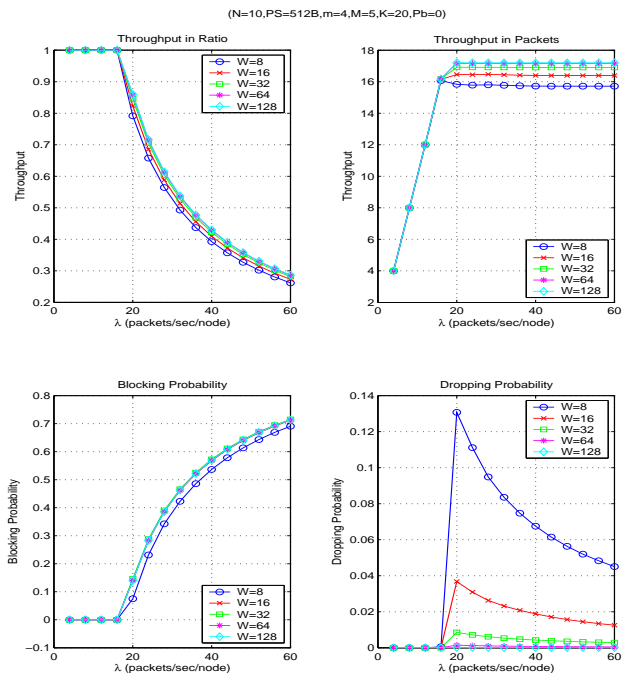 (N=10,PS=512B,m=4,M=5,K=20,Pb=0)
Throughput in Ratio
1
0.9
0.8
0.7
0.6
0.5
0.4
0.3
0.2
Throughput
0 20 40 60
λ (packets/sec/node)
W=8
W=16
W=32
W=64
W=128
Throughput in Packets
18
16
14
12
10
8
6
4
2
Throughput
0 20 40 60
λ (packets/sec/node)
W=8
W=16
W=32
W=64
W=128
Blocking Probability
0.8
0.7
0.6
0.5
0.4
0.3
0.2
0.1
0
−0.1
Blocking Probability
0 20 40 60
λ (packets/sec/node)
W=8
W=16
W=32
W=64
W=128
Dropping Probability
0.14
0.12
0.1
0.08
0.06
0.04
0.02
0
Dropping Probability
0 20 40 60
λ (packets/sec/node)
W=8
W=16
W=32
W=64
W=128